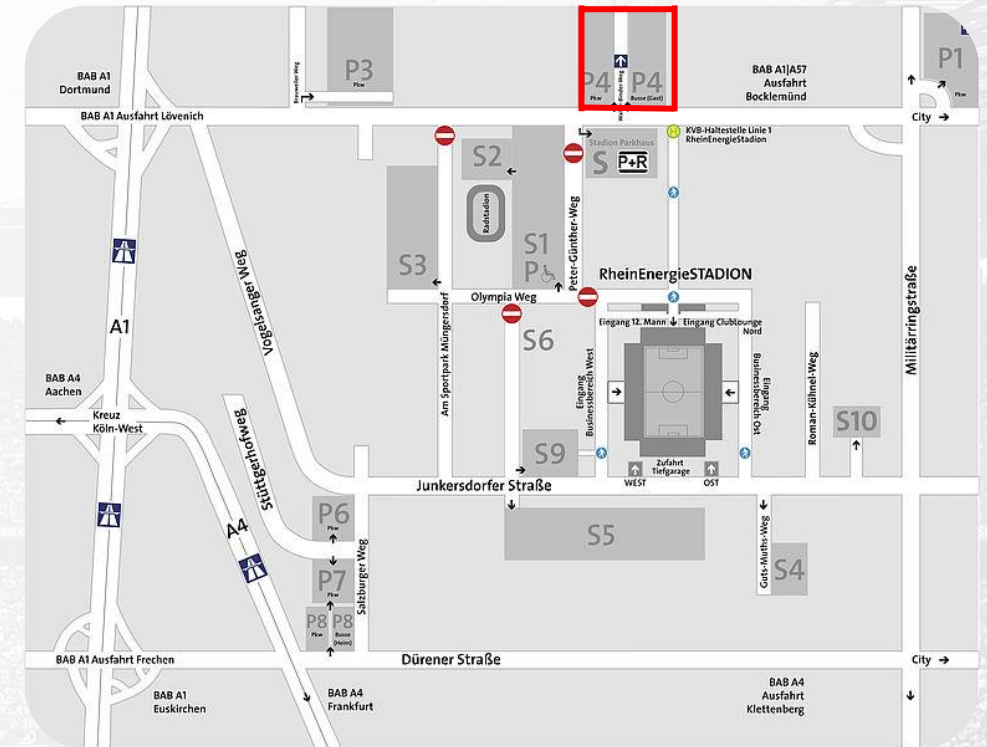 BAB A1
Dortmund
BAB A1 Ausfahrt Lövenich
Brauweiler Weg
P3
Pkw
P4
Pkw
P4
Busse (Gast)
BAB A1|A57
Ausfahrt
Bocklemünd
P1
Pkw
City
KVB-Haltestelle Linie 1
RheinEnergieStadion
Stadion Parkhaus
S P+R
S2
Radstadion
S1
P
S3
Peter-Günther-Weg
Vogelsanger Weg
Am Sportpark Müngersdorf
Olympia Weg
RheinEnergieSTADION
Eingang 12. Mann
Eingang ClubLounge
Nord
S6
Militärringstraße
A1
BAB A4
Aachen
Kreuz
Köln-West
Stüttgerhofweg
Eingang
Businessbereich West
Eingang
Businessbereich Ost
Roman-Kühnel-Weg
S10
S9
Zufahrt
Tiefgarage
WEST
OST
Junkersdorfer Straße
P6
Pkw
A4
S5
Guts-Muths-Weg
S4
P7
Pkw
Salzburger Weg
P8
Pkw
P8
Busse
(Heim)
BAB A1 Ausfahrt Frechen
Dürener Straße
City
BAB A1
Euskirchen
BAB A4
Frankfurt
BAB A4
Ausfahrt
Klettenberg